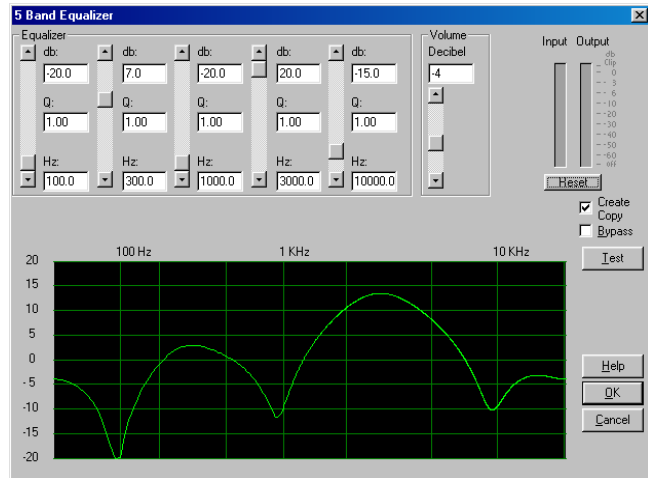 5 Band Equalizer
Equalizer
db: db: db: db: db:
-20.0 7.0 -20.0 20.0 -15.0
Q: Q: Q: Q: Q:
1.00 1.00 1.00 1.00 1.00
Hz: Hz: Hz: Hz: Hz:
100.0 300.0 1000.0 3000.0 10000.0
Volume
Decibel
-4
Input Output
db
Clip
0
3
6
-10
-20
-30
-40
-50
-60
off
Reset
Create
Copy
Bypass
Test
100 Hz 1 KHz 10 KHz
20
15
10
5
0
-5
-10
-15
-20
Help
OK
Cancel